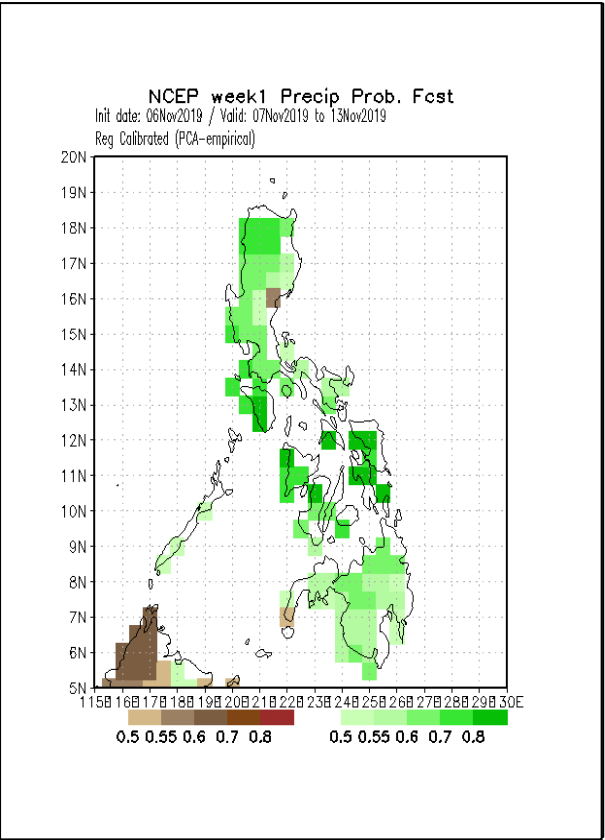 NCEP week1 Precip Prob. Fcst
Init date: 06Nov2019 / Valid: 07Nov2019 to 13Nov2019
Reg Calibrated (PCA-empirical)
20N
19N
18N
17N
16N
15N
14N
13N
12N
11N
10N
9N
8N
7N
6N
5N
115E 116E 117E 118E 119E 120E 121E 122E 123E 124E 125E 126E 127E 128E 129E 130E
0.5 0.55 0.6 0.7 0.8 0.5 0.55 0.6 0.7 0.8